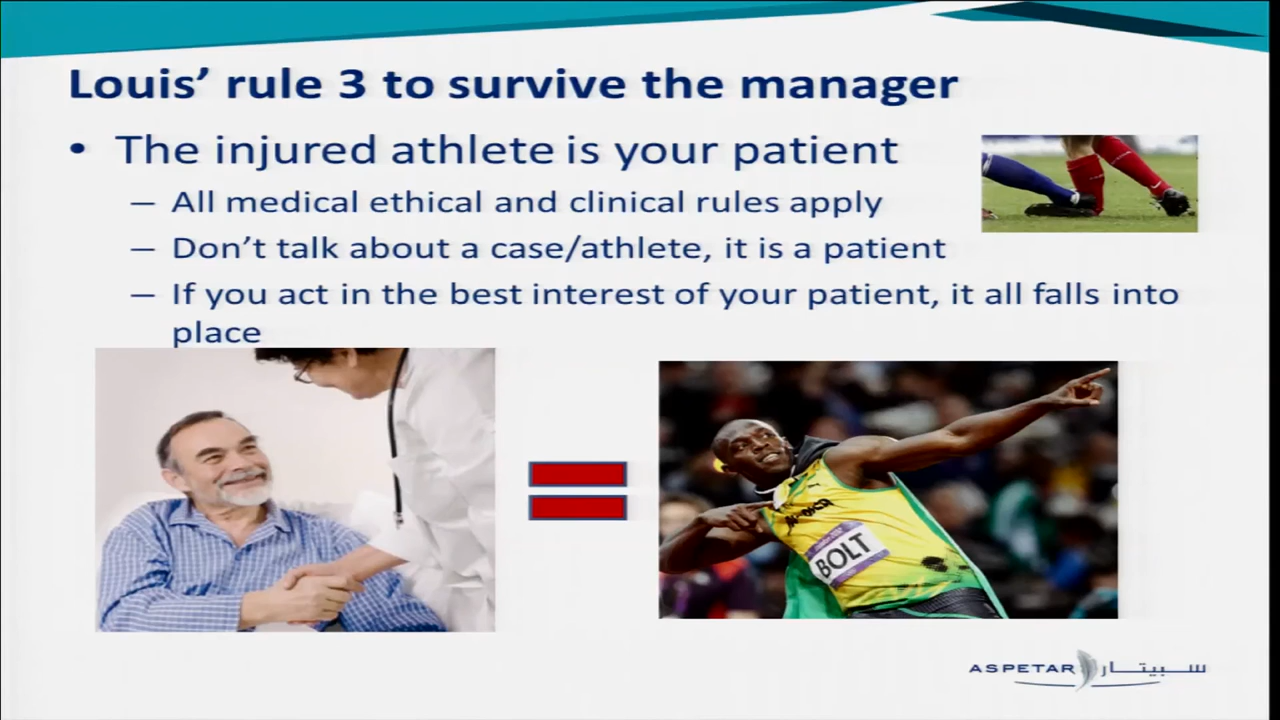 Louis’ rule 3 to survive the manager
• The injured athlete is your patient
– All medical ethical and clinical rules apply
– Don’t talk about a case/athlete, it is a patient
– If you act in the best interest of your patient, it all falls into
place
BOLT
ASPETAR سبيتار